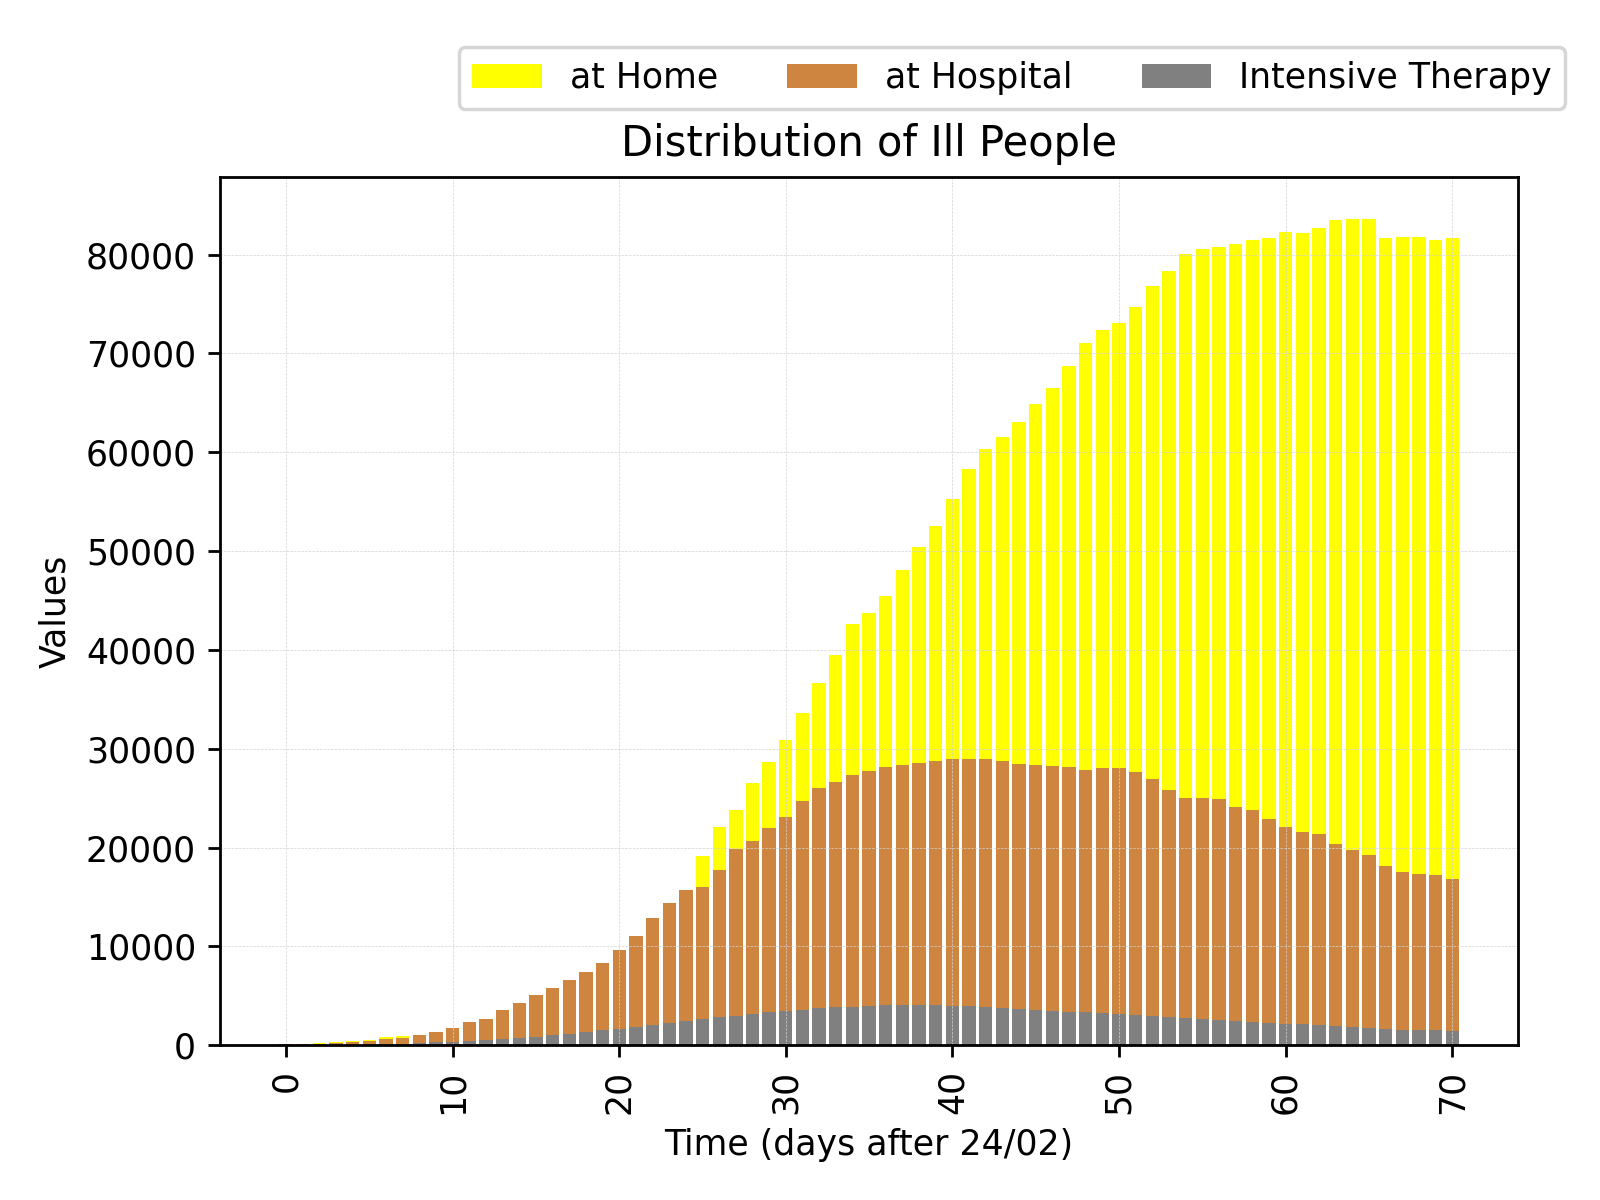 at Home at Hospital Intensive Therapy
Distribution of Ill People
Values
80000
70000
60000
50000
40000
30000
20000
10000
0
0 10 20 30 40 50 60 70
Time (days after 24/02)